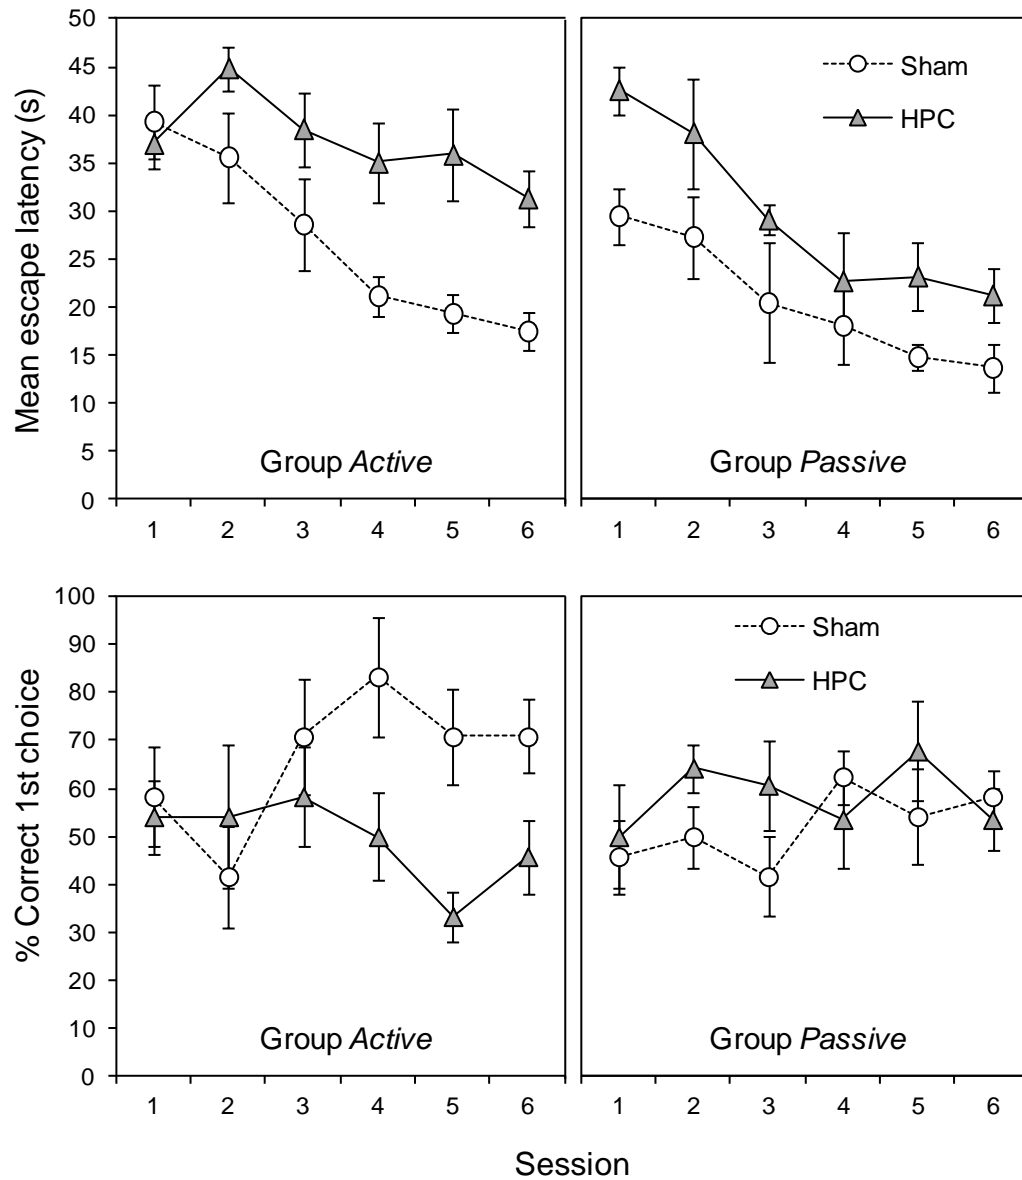 Mean escape latency (s)
50
45
40
35
30
25
20
15
10
5
0
Group Active
1 2 3 4 5 6
Sham
HPC
Group Passive
1 2 3 4 5 6
% Correct 1st choice
100
90
80
70
60
50
40
30
20
10
0
Group Active
1 2 3 4 5 6
Sham
HPC
Group Passive
1 2 3 4 5 6
Session